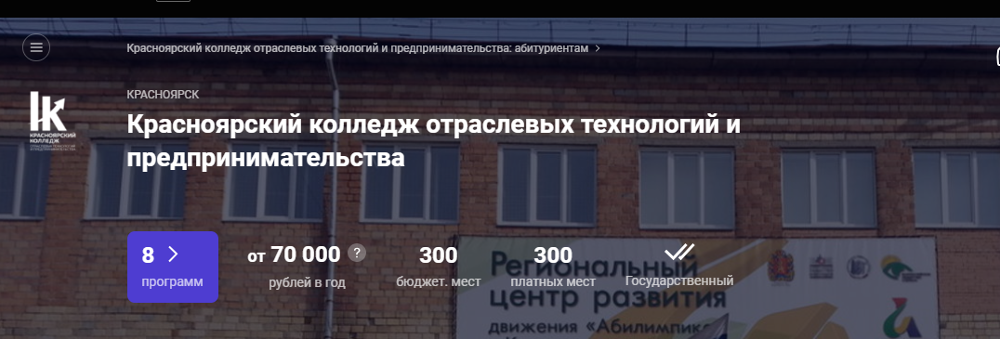 Красноярский колледж отраслевых технологий и предпринимательства: абитуриентам
КРАСНОЯРСК
Красноярский колледж отраслевых технологий и
предпринимательства
КРАСНОЯРСКИЙ
КОЛЛЕДЖ
8
программ
от 70 000 ?
рублей в год
300
бюджет. мест
300
платных мест
Государственный
Региональный
центр развития
движения «Абилимпикс